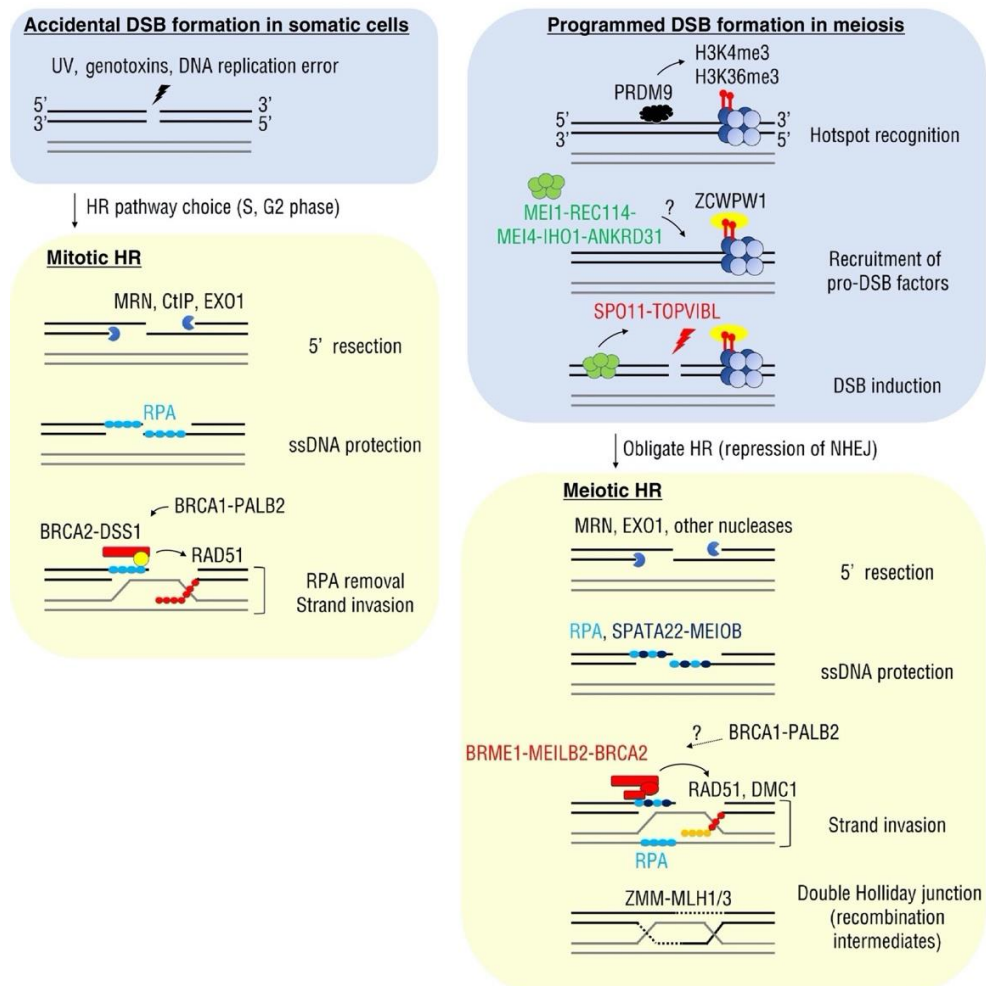 Accidental DSB formation in somatic cells
UV, genotoxins, DNA replication error
5’ 3’
3’ 5’
HR pathway choice (S, G2 phase)
Mitotic HR
MRN, CtIP, EXO1
5’ resection
RPA
ssDNA protection
BRCA1-PALB2
BRCA2-DSS1
RAD51
RPA removal
Strand invasion
Programmed DSB formation in meiosis
H3K4me3
H3K36me3
PRDM9
5’ 3’
3’ 5’
Hotspot recognition
MEI1-REC114-
MEI4-IHO1-ANKRD31
?
ZCWPW1
Recruitment of
pro-DSB factors
SPO11-TOPVIBL
DSB induction
Obligate HR (repression of NHEJ)
Meiotic HR
MRN, EXO1, other nucleases
5’ resection
RPA, SPATA22-MEIOB
ssDNA protection
? BRCA1-PALB2
BRME1-MEILB2-BRCA2
RAD51, DMC1
Strand invasion
RPA
ZMM-MLH1/3
Double Holliday junction
(recombination
intermediates)